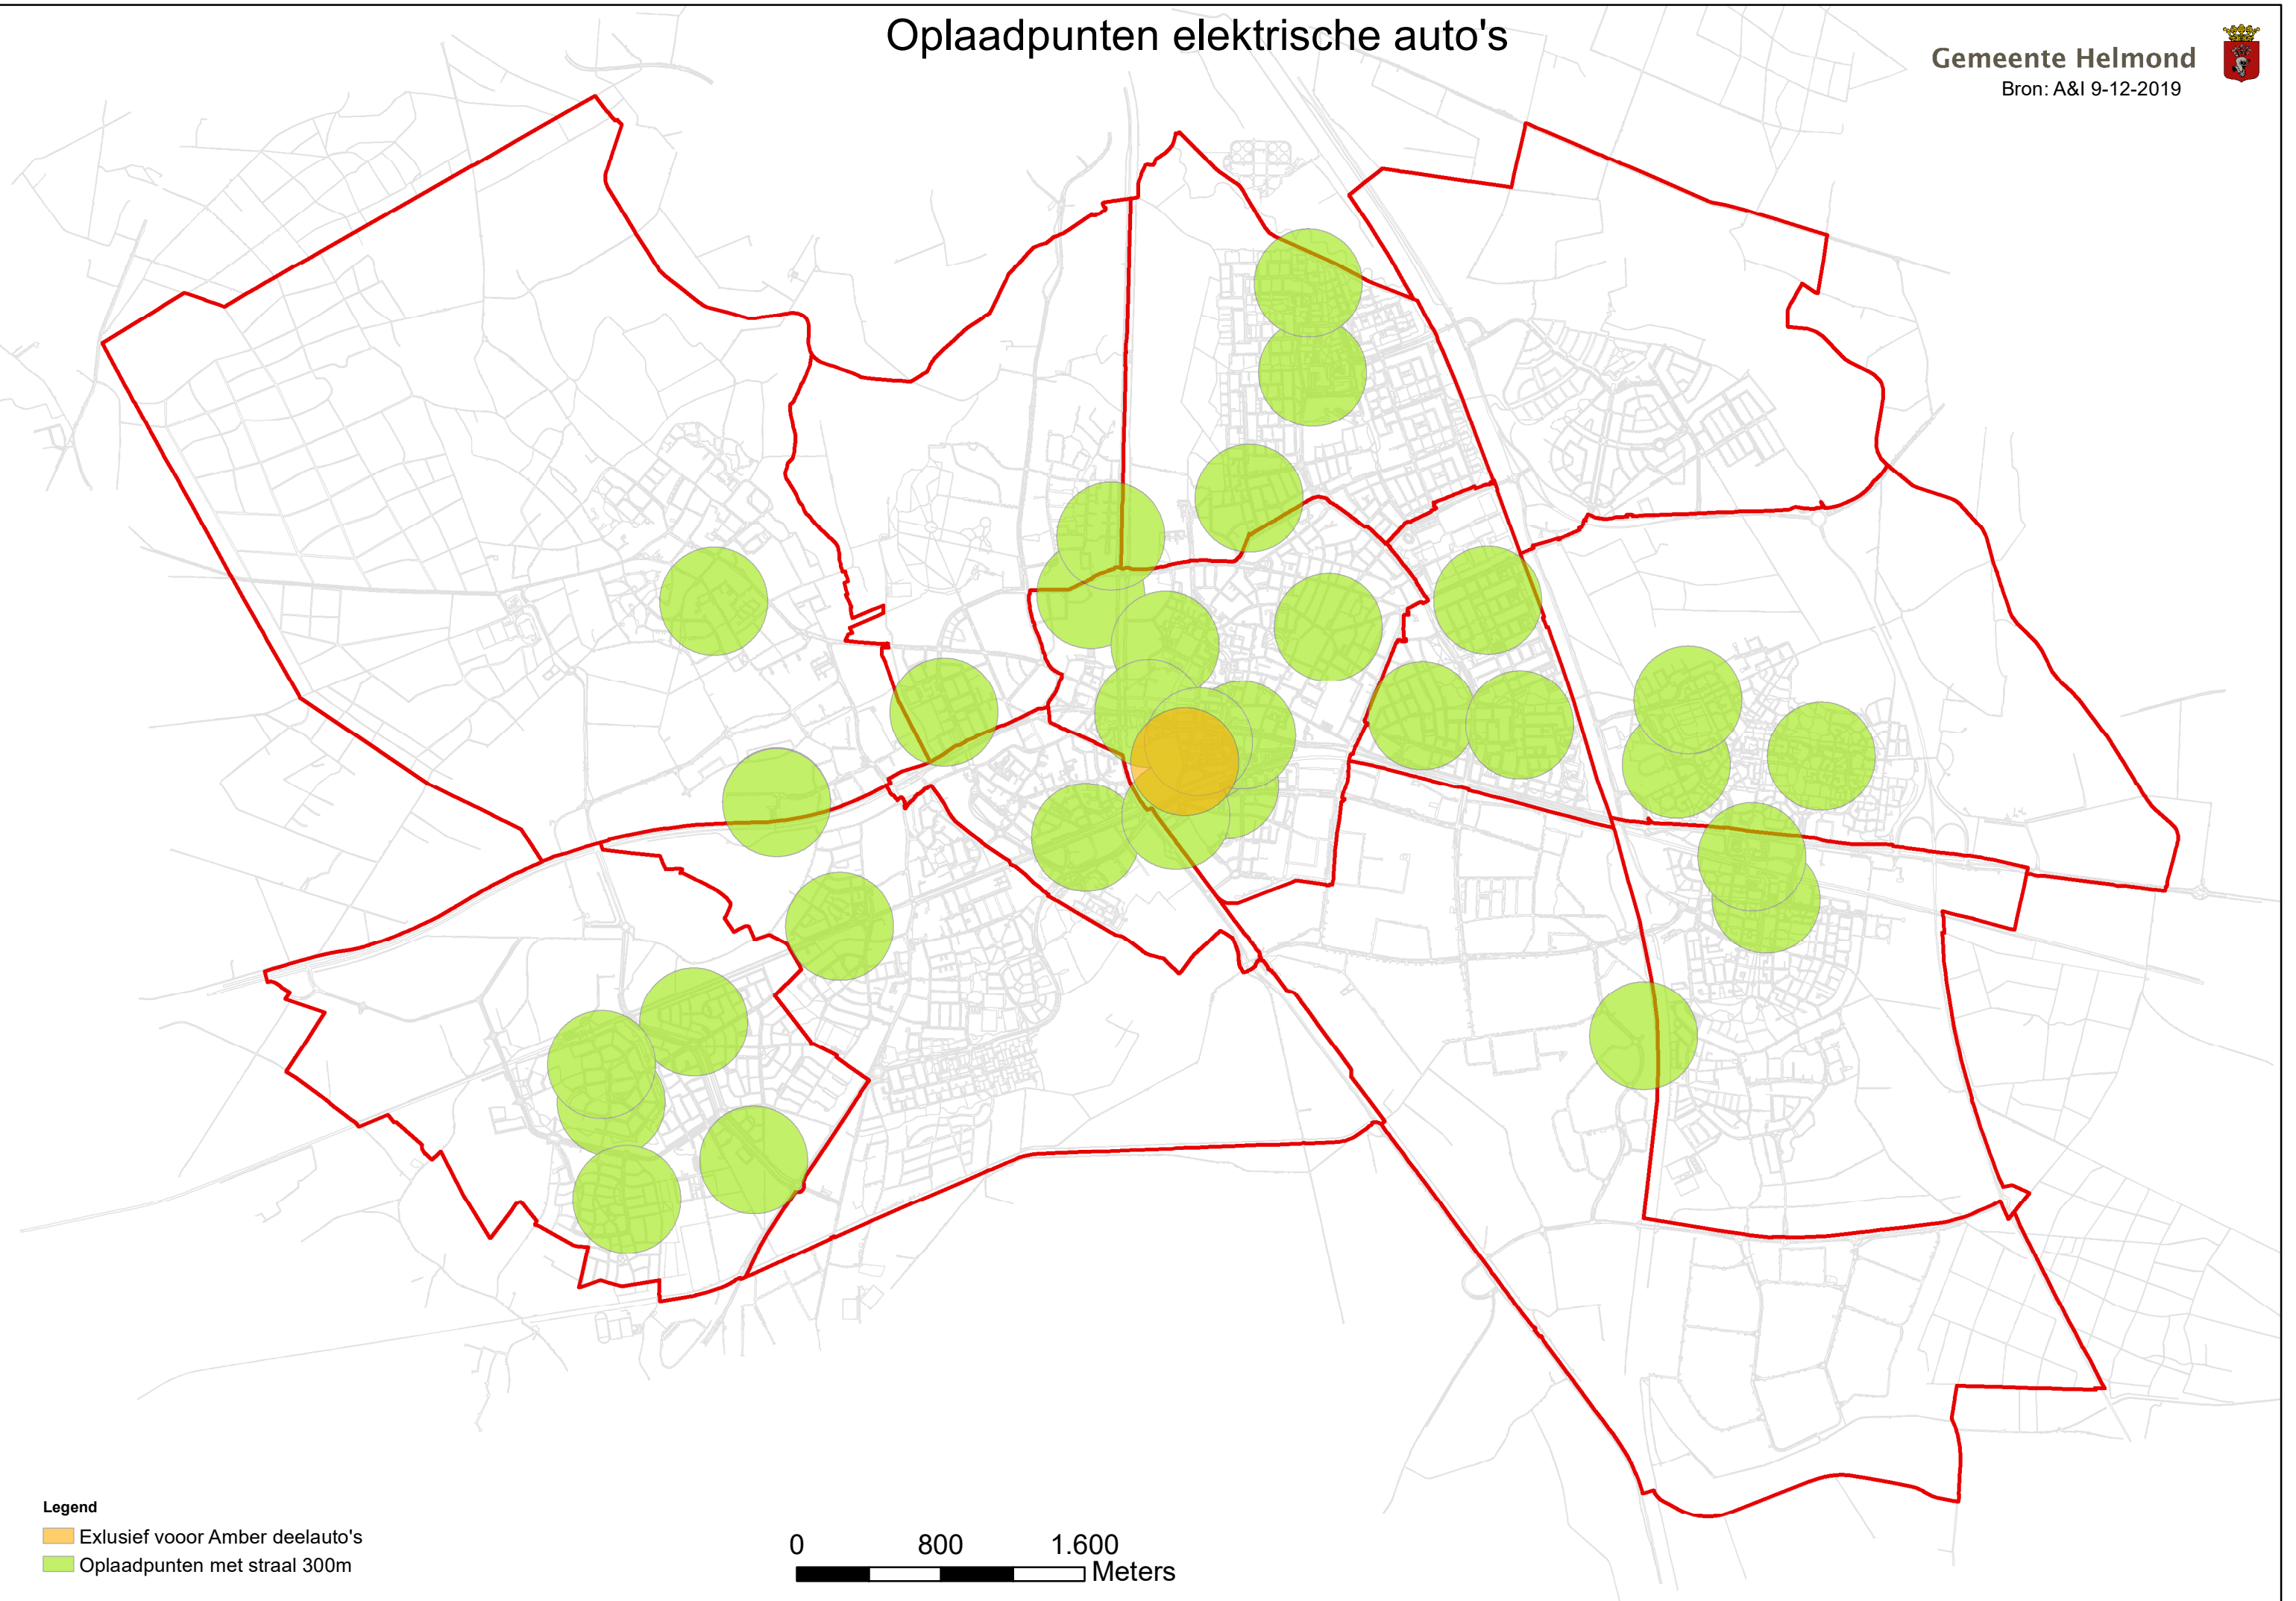 Oplaadpunten elektrische auto's
Gemeente Helmond
Bron: A&I 9-12-2019
Legend
Exlusief vooor Amber deelauto's
Oplaadpunten met straal 300m
0 800 1.600
Meters